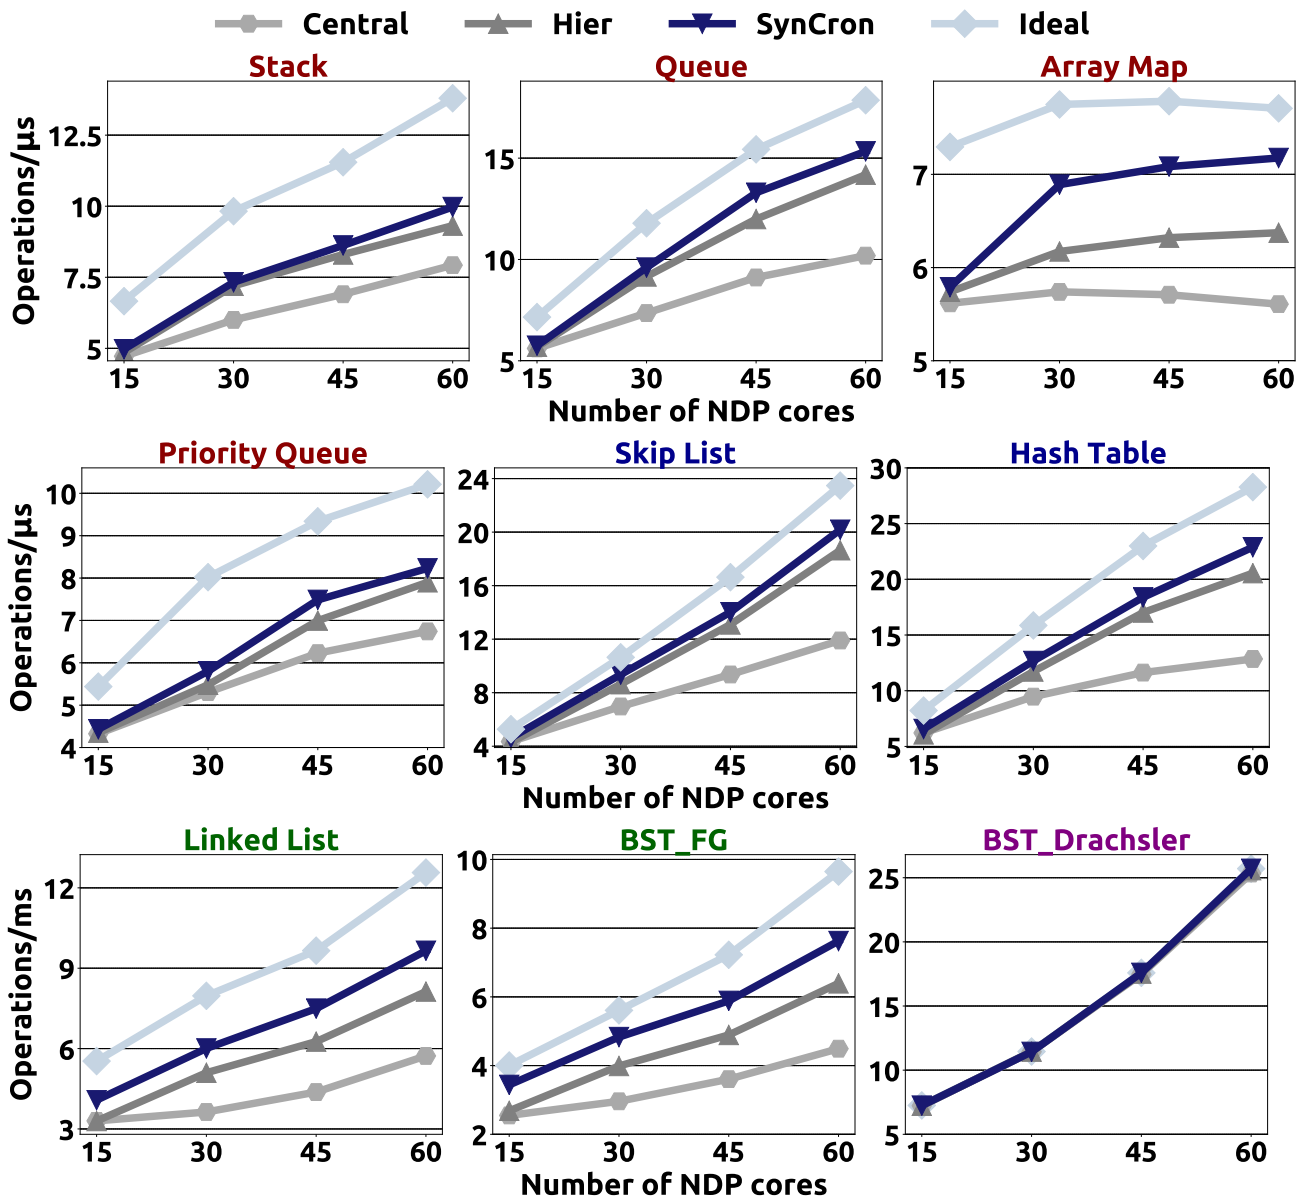 Central Hier SynCron Ideal
Stack Queue Array Map
Operations/µs
12.5
10
7.5
5
15 30 45 60
15
10
5
15 30 45 60
7
6
5
15 30 45 60
Number of NDP cores
Priority Queue Skip List Hash Table
Operations/µs
10
9
8
7
6
5
4
15 30 45 60
24
20
16
12
8
4
15 30 45 60
30
25
20
15
10
5
15 30 45 60
Number of NDP cores
Linked List BST_FG BST_Drachsler
Operations/ms
12
9
6
3
15 30 45 60
10
8
6
4
2
15 30 45 60
25
20
15
10
5
15 30 45 60
Number of NDP cores